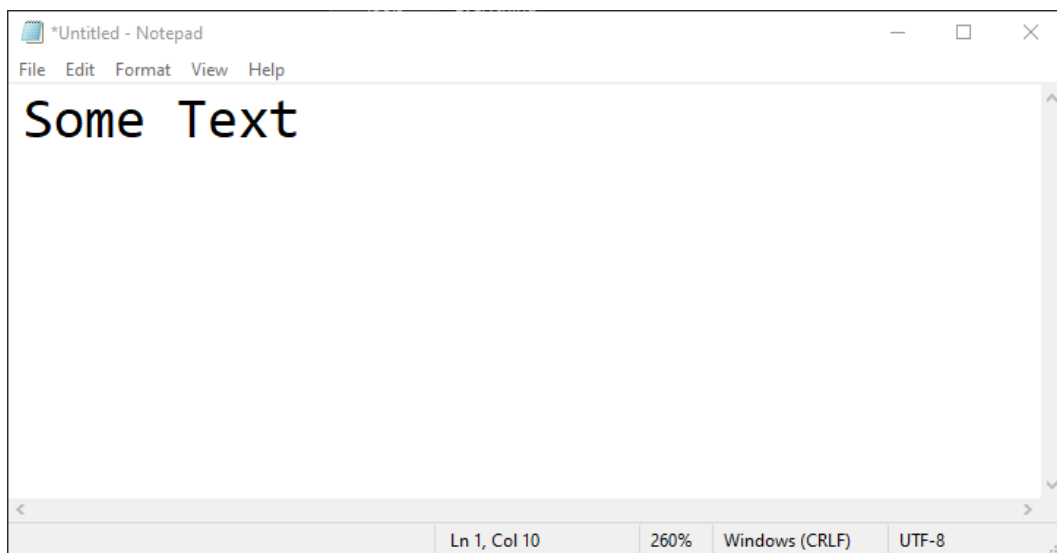 *Untitled - Notepad
File Edit Format View Help
Some Text
Ln 1, Col 10 260% Windows (CRLF) UTF-8